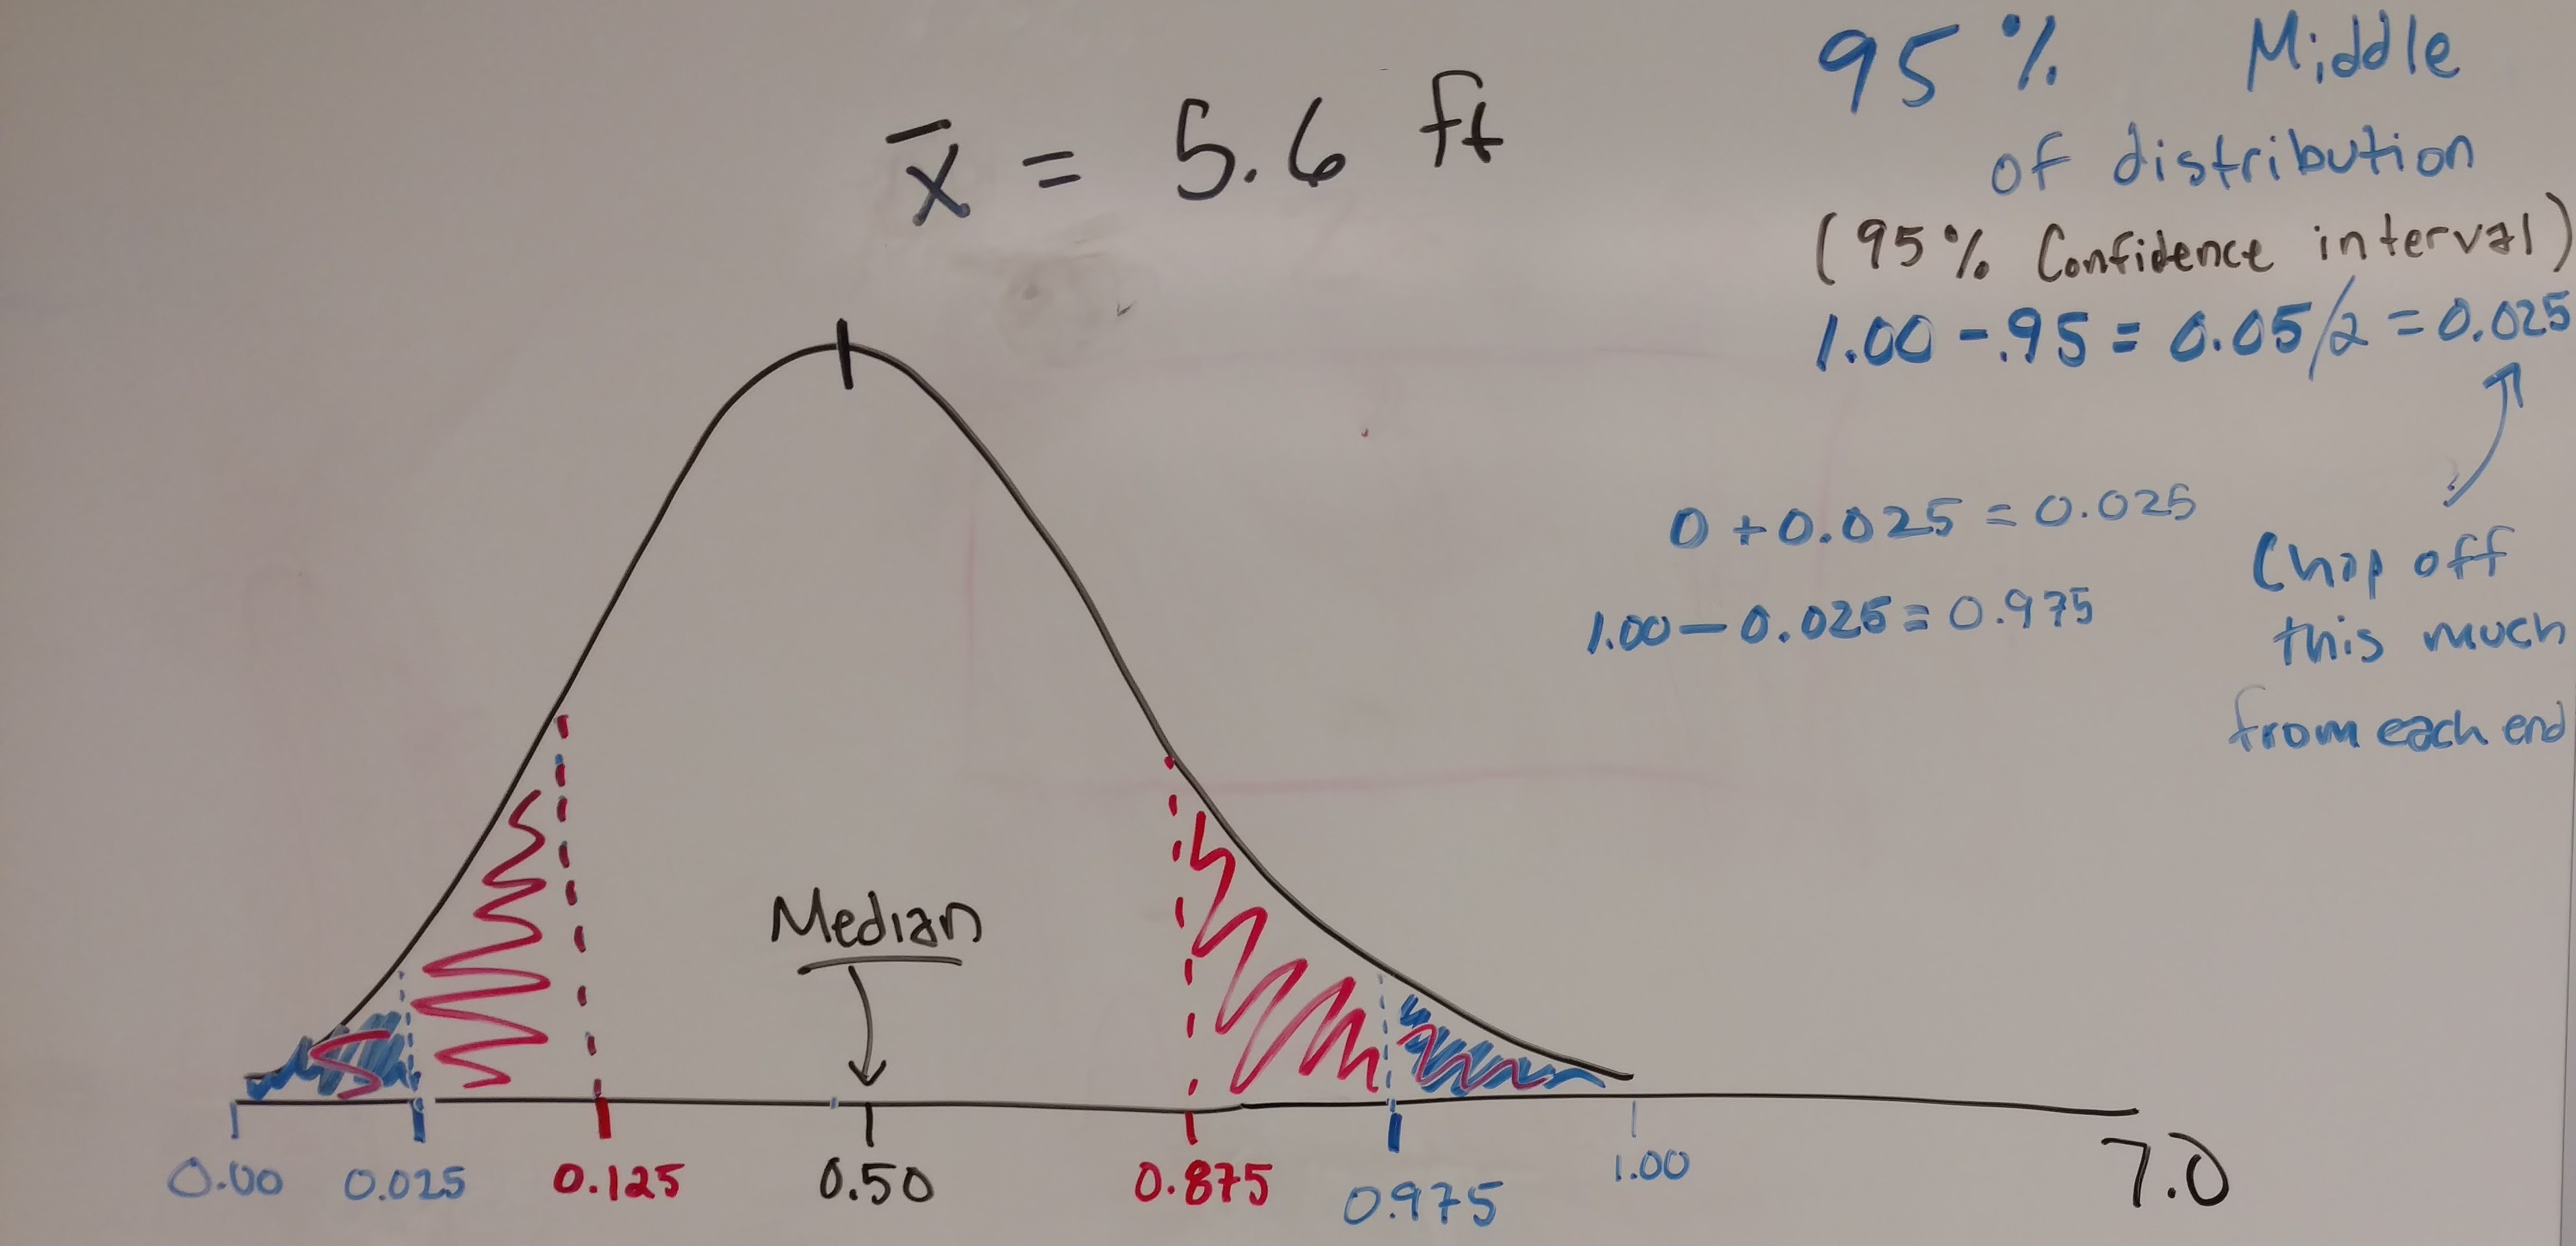 95% Middle
of distribution
(95% Confidence interval)
1.00 - .95 = 0.05/2 = 0.025
x̄ = 5.6 ft
0 + 0.025 = 0.025
1.00 - 0.025 = 0.975
Chop off
this much
from each end
Median
0.00 0.025 0.125 0.50 0.875 0.975 1.00 7.0